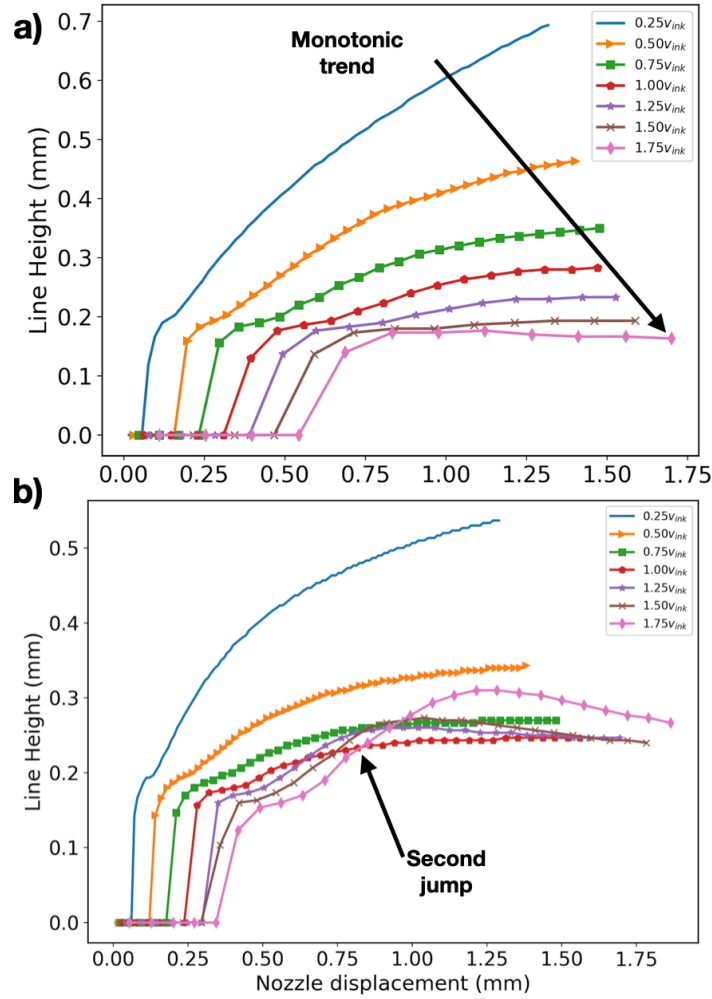 a)
Line Height (mm)
0.7
0.6
0.5
0.4
0.3
0.2
0.1
0.0
Monotonic
trend
0.25v_ink
0.50v_ink
0.75v_ink
1.00v_ink
1.25v_ink
1.50v_ink
1.75v_ink
0.00 0.25 0.50 0.75 1.00 1.25 1.50 1.75
b)
Line Height (mm)
0.5
0.4
0.3
0.2
0.1
0.0
0.25v_ink
0.50v_ink
0.75v_ink
1.00v_ink
1.25v_ink
1.50v_ink
1.75v_ink
Second
jump
0.00 0.25 0.50 0.75 1.00 1.25 1.50 1.75
Nozzle displacement (mm)